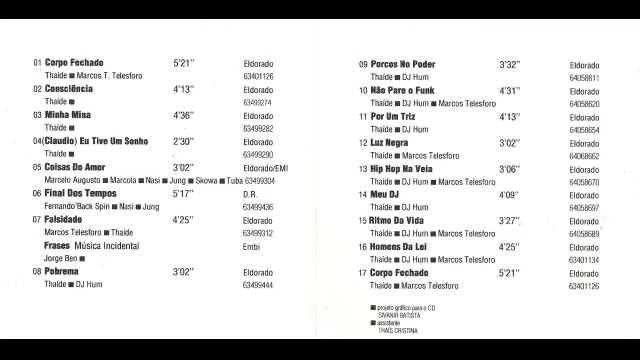 01 Corpo Fechado 5'21" Eldorado
Thaíde ■ Marcos T. Telesforo 63401126
02 Consciência 4'13" Eldorado
Thaíde ■ 63499274
03 Minha Mina 4'36" Eldorado
Thaíde ■ 63499282
04(Claudio) Eu Tive Um Sonho 2'30" Eldorado
Thaíde ■ 63499290
05 Coisas Do Amor 3'02" Eldorado/EMI
Marcelo Augusto ■ Marcola ■ Nasi ■ Jung ■ Skowa ■ Tuba 63499304
06 Final Dos Tempos 5'17" D.R.
Fernando'Back Spin ■ Nasi ■ Jung 63499436
07 Falsidade 4'25" Eldorado
Marcos Telesforo ■ Thaíde 63499312
Frases Música Incidental Embi
Jorge Ben ■
08 Pobrema 3'02" Eldorado
Thaíde ■ DJ Hum 63499444
09 Porcos No Poder 3'32" Eldorado
Thaíde ■ DJ Hum 64058611
10 Não Pare o Funk 4'31" Eldorado
Thaíde ■ DJ Hum ■ Marcos Telesforo 64058620
11 Por Um Triz 4'13" Eldorado
Thaíde ■ DJ Hum 64058654
12 Luz Negra 3'02" Eldorado
Thaíde ■ Marcos Telesforo 64068662
13 Hip Hop Na Veia 3'06" Eldorado
Thaíde ■ DJ Hum ■ Marcos Telesforo 64058670
14 Meu DJ 4'09" Eldorado
Thaíde ■ DJ Hum 64058697
15 Ritmo Da Vida 3'27" Eldorado
Thaíde ■ DJ Hum ■ Marcos Telesforo 64058689
16 Homens Da Lei 4'25" Eldorado
Thaíde ■ DJ Hum ■ Marcos Telesforo 63401134
17 Corpo Fechado 5'21" Eldorado
Thaíde ■ Marcos Telesforo 63401126
■ projeto gráfico para o CD
SIVANIR BATISTA
■ assistente
THAIS CRISTINA